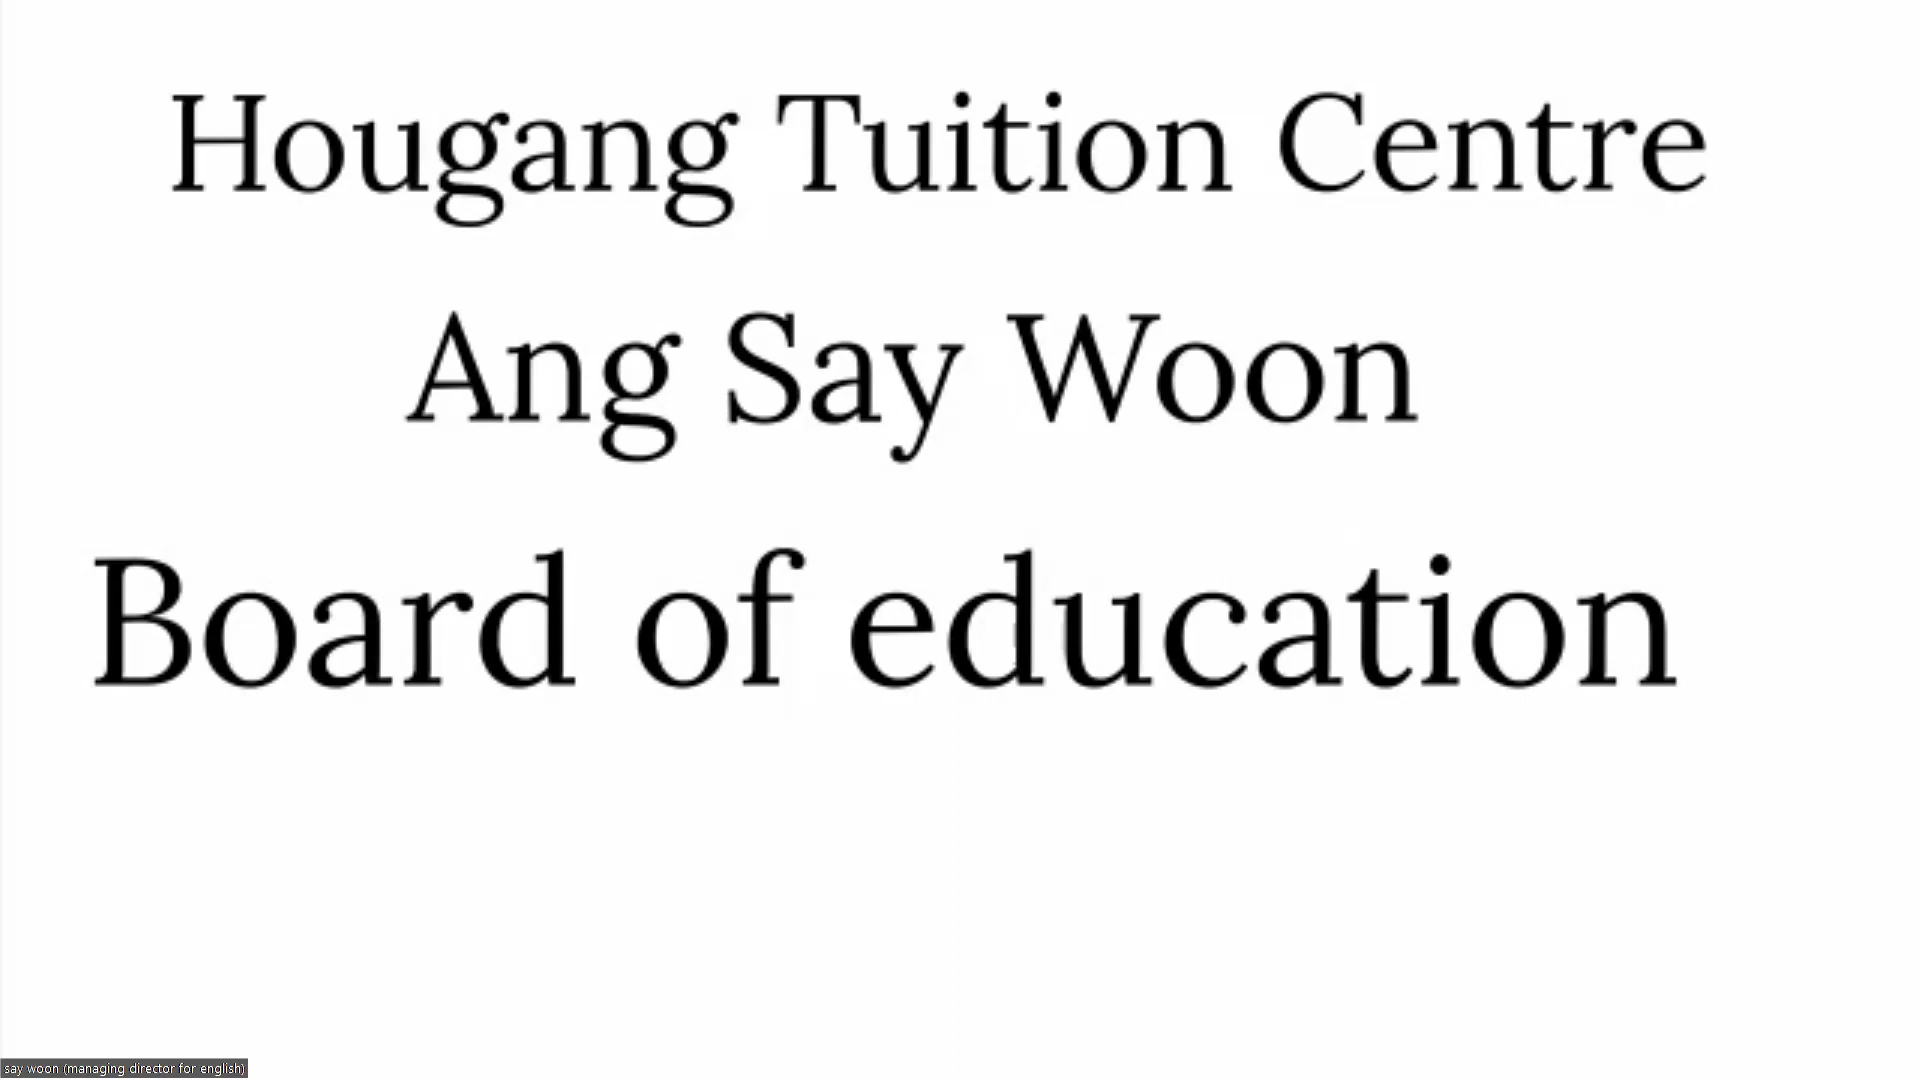 Hougang Tuition Centre
Ang Say Woon
Board of education
say woon (managing director for english)